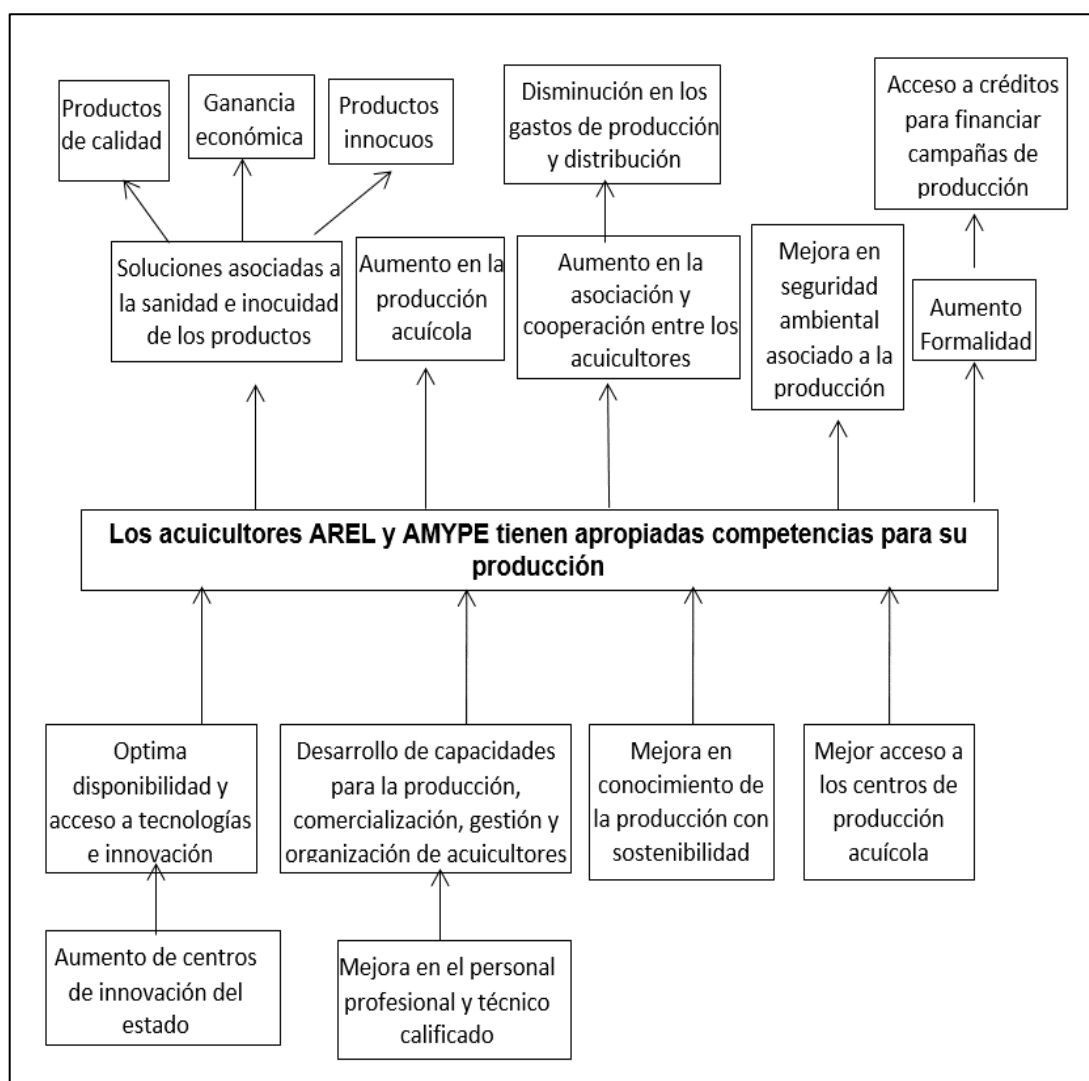 Productos
de calidad
Ganancia
económica
Productos
innocuos
Disminución en los
gastos de producción
y distribución
Acceso a créditos
para financiar
campañas de
producción
Soluciones asociadas a
la sanidad e inocuidad
de los productos
Aumento en la
producción
acuícola
Aumento en la
asociación y
cooperación entre los
acuicultores
Mejora en
seguridad
ambiental
asociado a la
producción
Aumento
Formalidad
Los acuicultores AREL y AMYPE tienen apropiadas competencias para su
producción
Optima
disponibilidad y
acceso a tecnologías
e innovación
Desarrollo de capacidades
para la producción,
comercialización, gestión y
organización de acuicultores
Mejora en
conocimiento de
la producción con
sostenibilidad
Mejor acceso a
los centros de
producción
acuícola
Aumento de centros
de innovación del
estado
Mejora en el personal
profesional y técnico
calificado